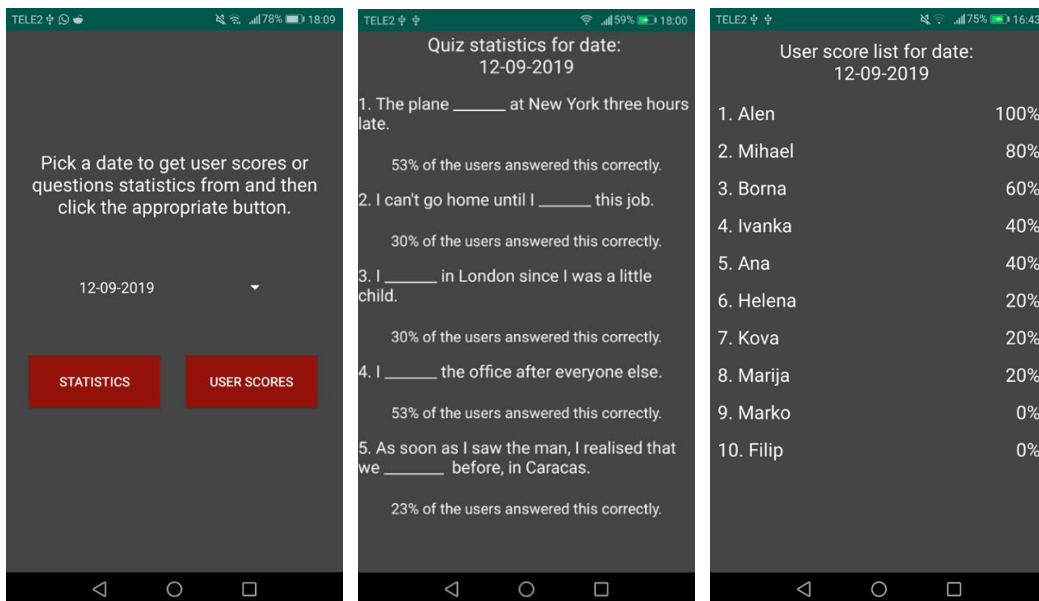 TELE2 78% 18:09
Pick a date to get user scores or
questions statistics from and then
click the appropriate button.
12-09-2019
STATISTICS USER SCORES
TELE2 59% 18:00
Quiz statistics for date:
12-09-2019
1. The plane ______ at New York three hours
late.
53% of the users answered this correctly.
2. I can't go home until I ______ this job.
30% of the users answered this correctly.
3. I ______ in London since I was a little
child.
30% of the users answered this correctly.
4. I ______ the office after everyone else.
53% of the users answered this correctly.
5. As soon as I saw the man, I realised that
we _______ before, in Caracas.
23% of the users answered this correctly.
TELE2 75% 16:43
User score list for date:
12-09-2019
1. Alen 100%
2. Mihael 80%
3. Borna 60%
4. Ivanka 40%
5. Ana 40%
6. Helena 20%
7. Kova 20%
8. Marija 20%
9. Marko 0%
10. Filip 0%